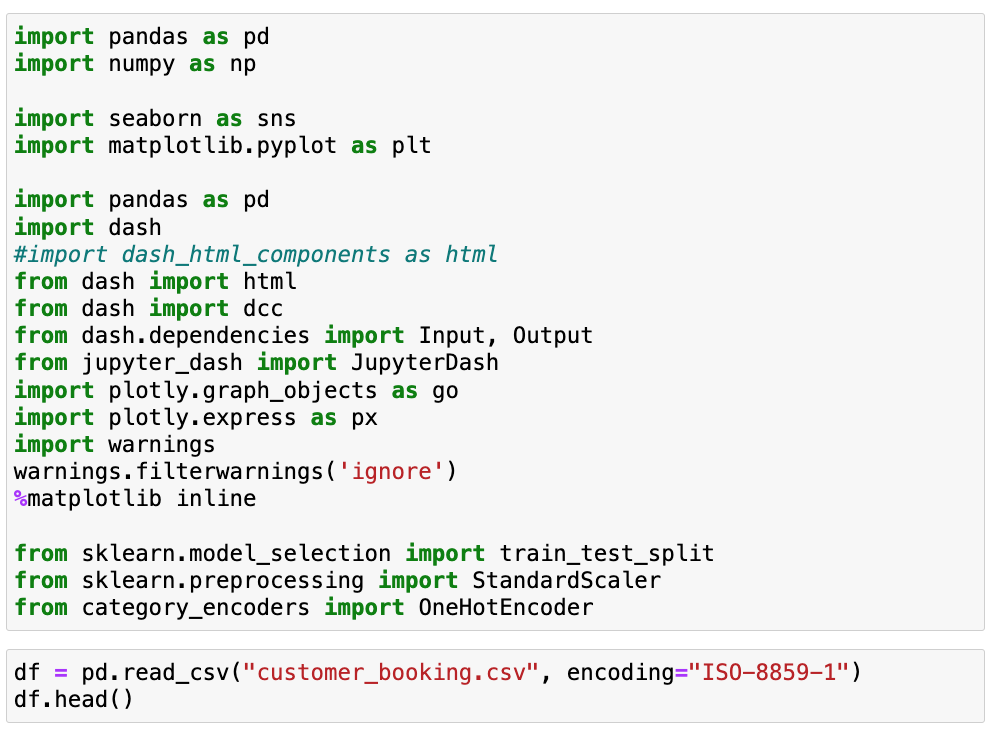 import pandas as pd
import numpy as np
import seaborn as sns
import matplotlib.pyplot as plt
import pandas as pd
import dash
#import dash_html_components as html
from dash import html
from dash import dcc
from dash.dependencies import Input, Output
from jupyter_dash import JupyterDash
import plotly.graph_objects as go
import plotly.express as px
import warnings
warnings.filterwarnings('ignore')
%matplotlib inline
from sklearn.model_selection import train_test_split
from sklearn.preprocessing import StandardScaler
from category_encoders import OneHotEncoder
df = pd.read_csv("customer_booking.csv", encoding="ISO-8859-1")
df.head()